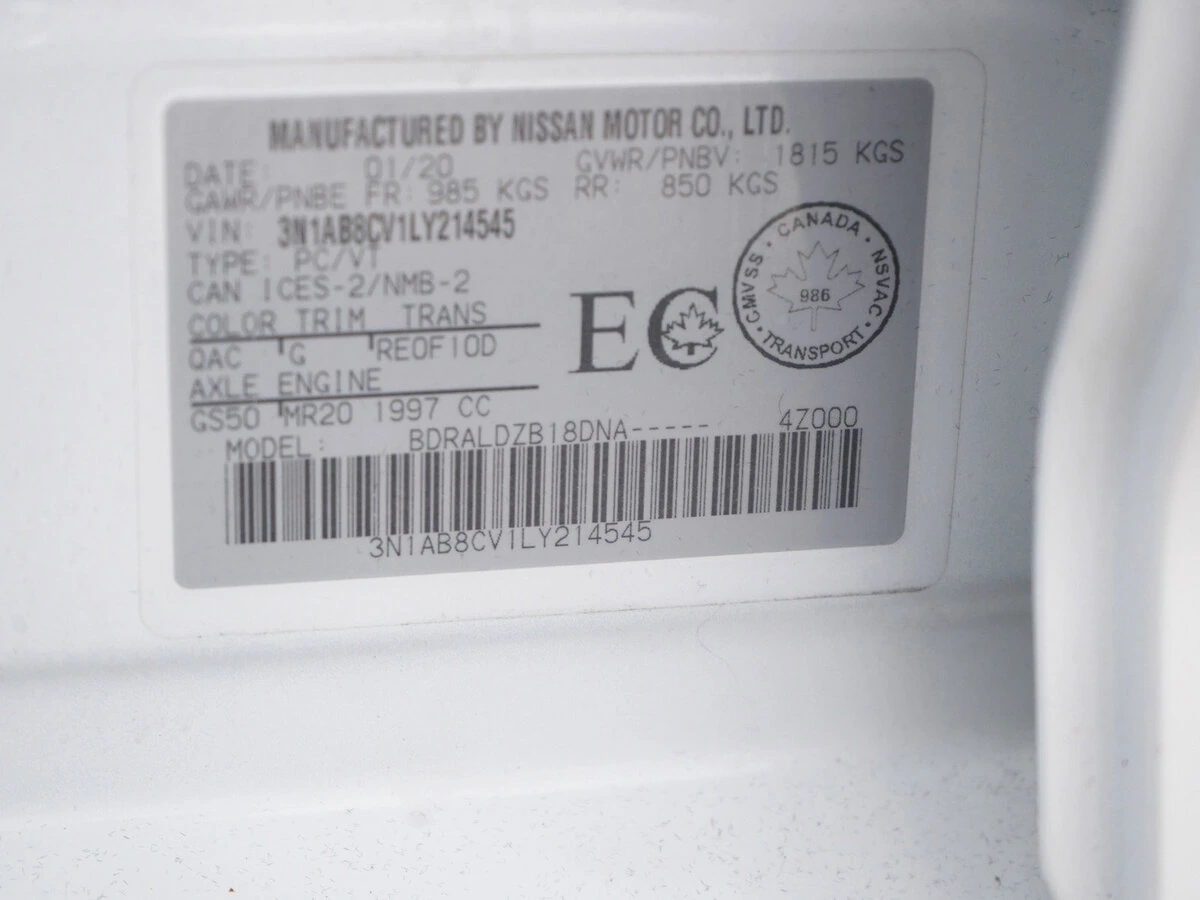 MANUFACTURED BY NISSAN MOTOR CO., LTD.
DATE: 01/20 GVWR/PNBV: 1815 KGS
GAWR/PNBE FR: 985 KGS RR: 850 KGS
VIN: 3N1AB8CV1LY214545
TYPE: PC/VT
CAN ICES-2/NMB-2
COLOR TRIM TRANS
QAC G RE0F10D
AXLE ENGINE
GS50 MR20 1997 CC
EC
CANADA · NSVAC · TRANSPORT · CMVSS ·
986
MODEL: BDRALDZB18DNA----- 4Z000
3N1AB8CV1LY214545